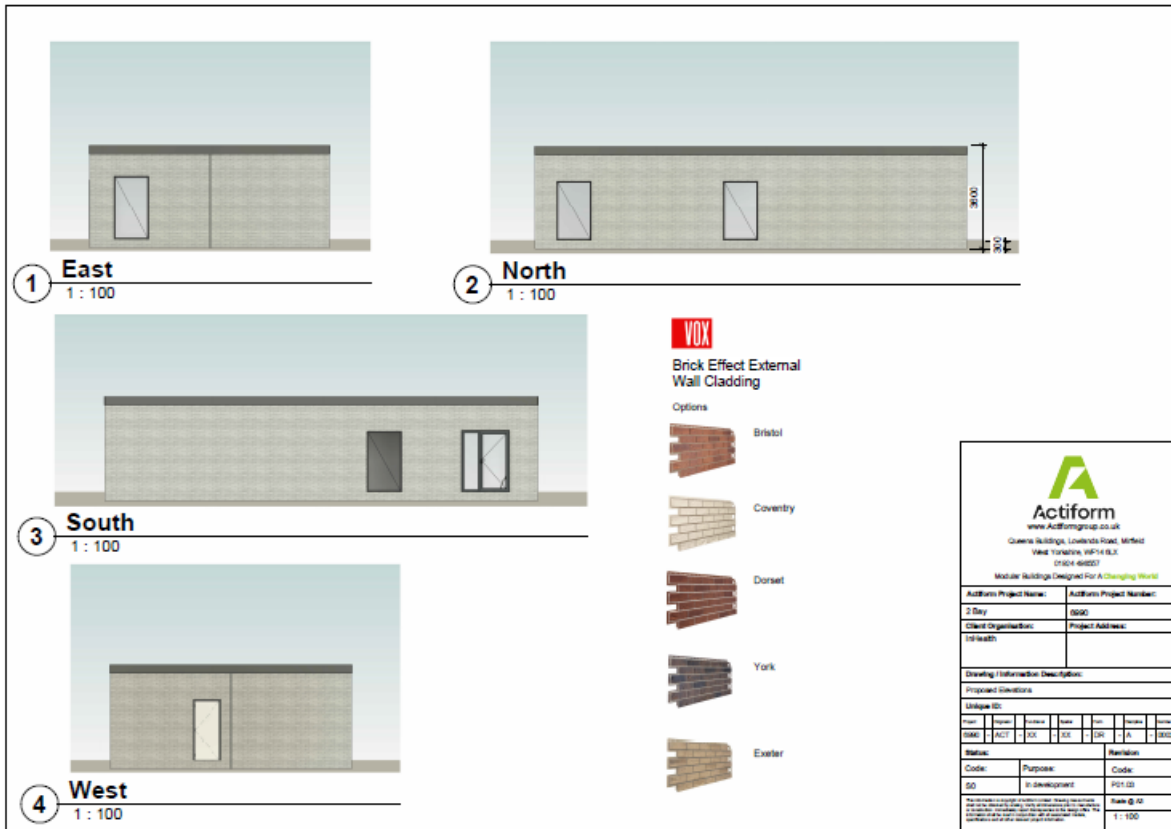 1
East
1 : 100
2
North
1 : 100
3600
300
3
South
1 : 100
4
West
1 : 100
VOX
Brick Effect External
Wall Cladding
Options
Bristol
Coventry
Dorset
York
Exeter
Actiform
www.Actiformgroup.co.uk
Queens Buildings, Lowlands Road, Mirfield
West Yorkshire, WF14 8LX
Modular Buildings Designed For A Changing World
Actiform Project Name:
Actiform Project Number:
2 Bay
6990
Client Organisation:
Project Address:
InHealth
Drawing / Information Description:
Proposed Elevations
Unique ID:
6990 - ACT - XX - XX - DR - A
Status:
Revision
Code:
Purpose:
Code:
S0
In development
P01.03
Scale @ A3
1 : 100